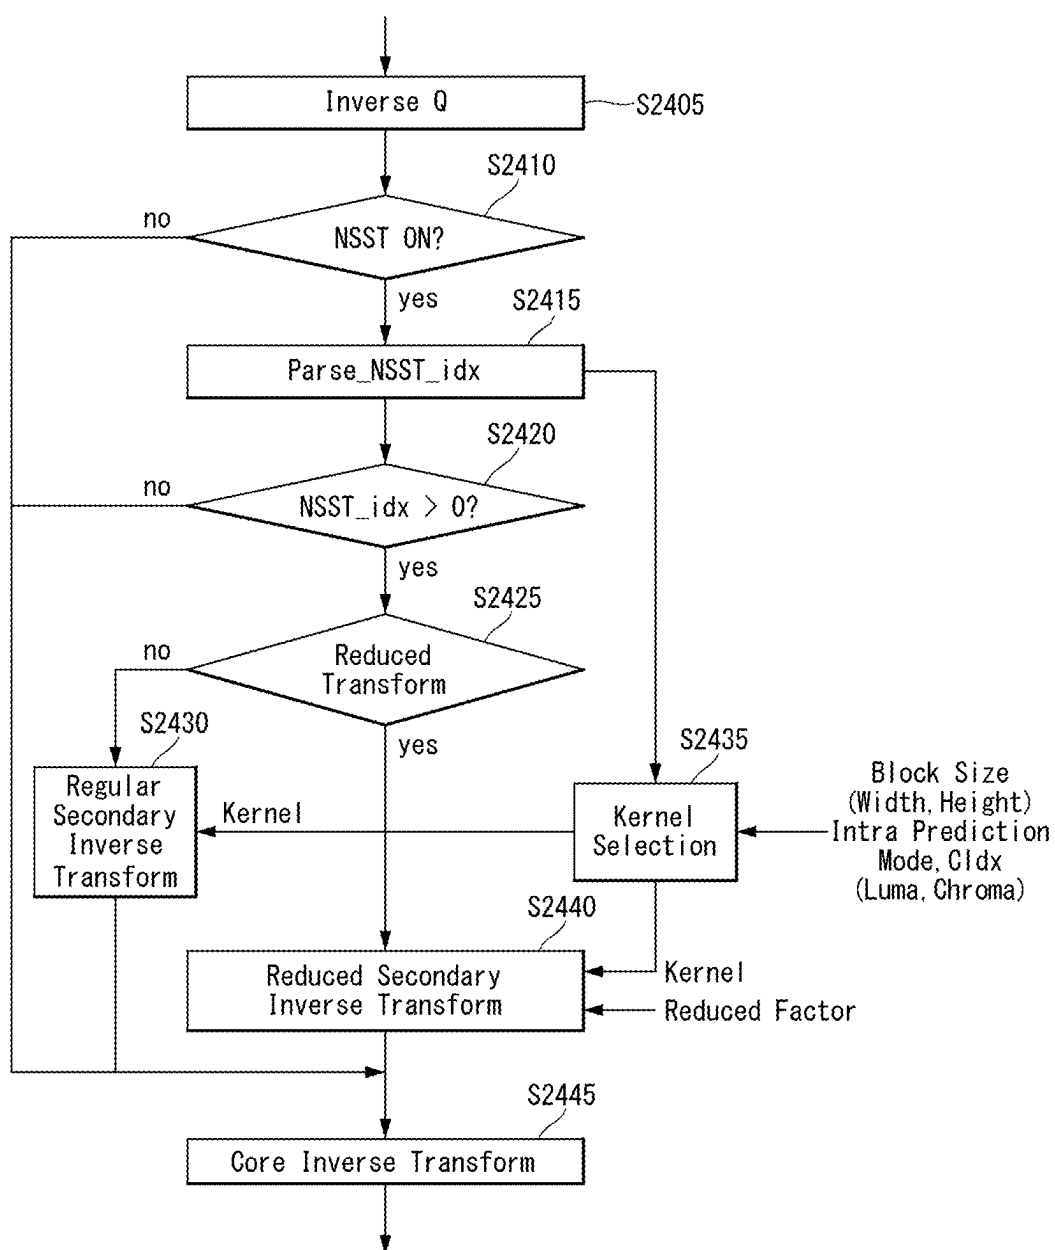 Inverse Q
S2405
S2410
no
NSST ON?
yes
S2415
Parse_NSST_idx
S2420
no
NSST_idx > 0?
yes
S2425
no
Reduced
Transform
yes
S2430
Regular
Secondary
Inverse
Transform
Kernel
S2435
Kernel
Selection
Block Size
(Width, Height)
Intra Prediction
Mode, CIdx
(Luma, Chroma)
S2440
Reduced Secondary
Inverse Transform
Kernel
Reduced Factor
S2445
Core Inverse Transform